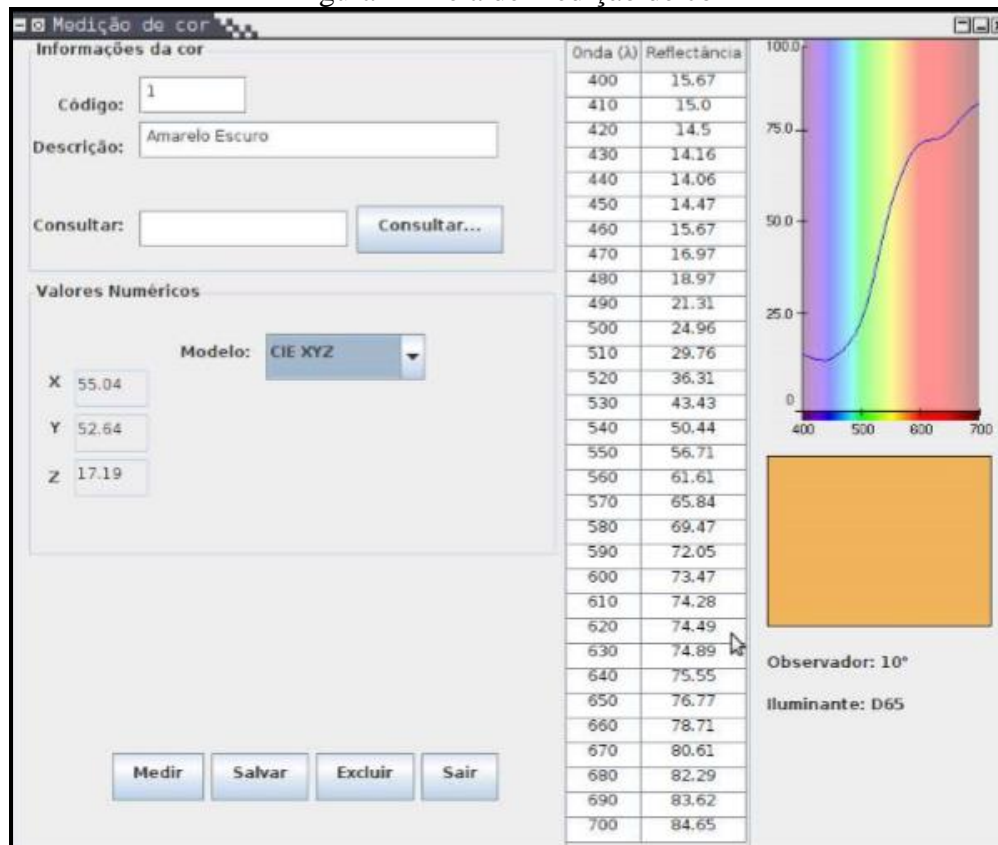 Medição de cor
Informações da cor
Código: 1
Descrição: Amarelo Escuro
Consultar: Consultar...
Valores Numéricos
Modelo: CIE XYZ
X 55.04
Y 52.64
Z 17.19
Medir Salvar Excluir Sair
Onda (λ) Reflectância
400 15.67
410 15.0
420 14.5
430 14.16
440 14.06
450 14.47
460 15.67
470 16.97
480 18.97
490 21.31
500 24.96
510 29.76
520 36.31
530 43.43
540 50.44
550 56.71
560 61.61
570 65.84
580 69.47
590 72.05
600 73.47
610 74.28
620 74.49
630 74.89
640 75.55
650 76.77
660 78.71
670 80.61
680 82.29
690 83.62
700 84.65
100.0
75.0
50.0
25.0
0
400 500 600 700
Observador: 10°
Iluminante: D65